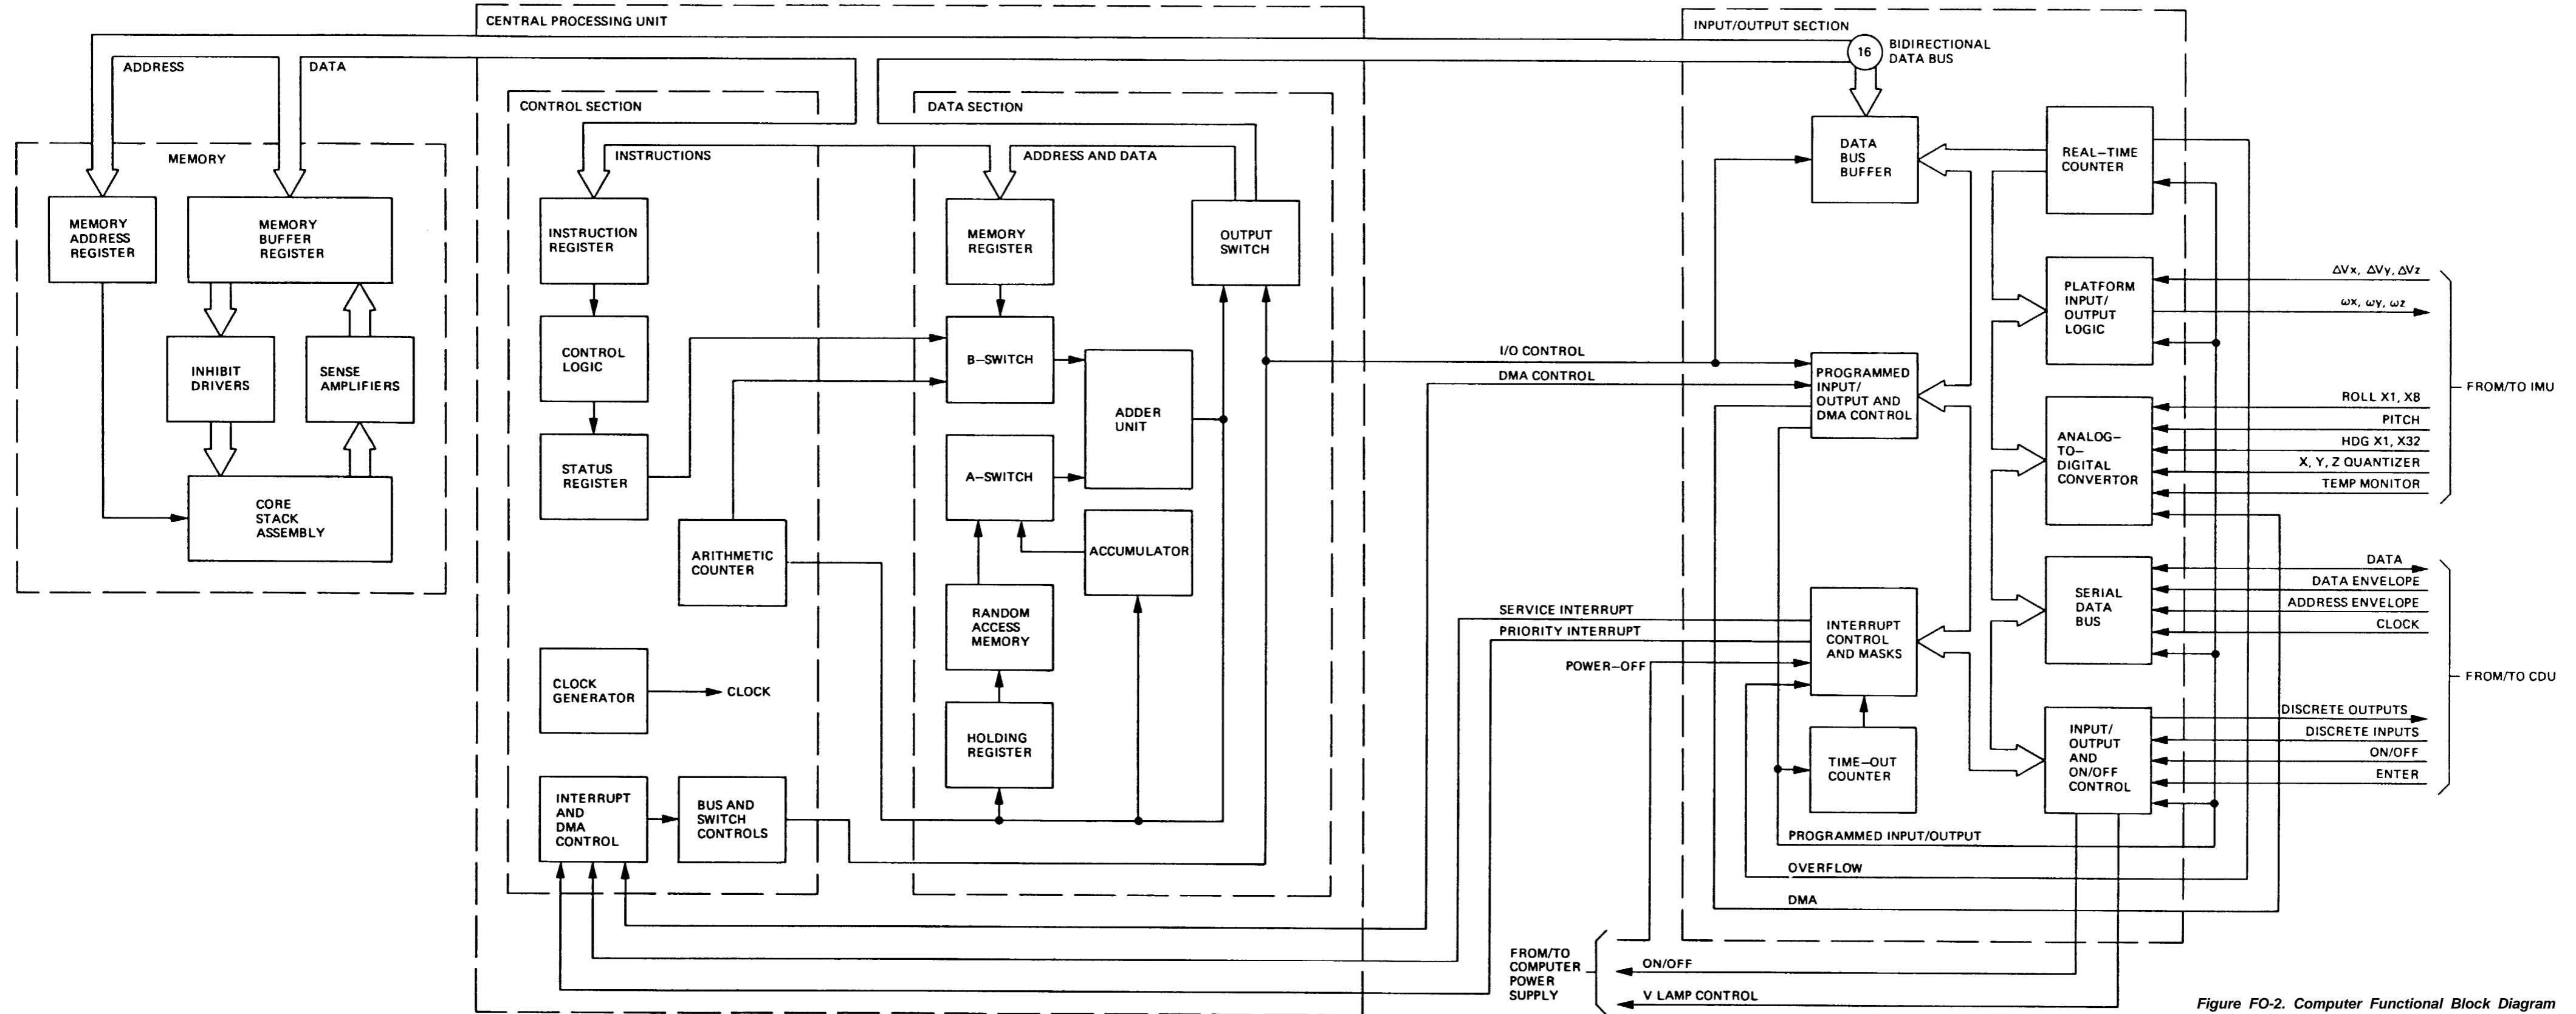 CENTRAL PROCESSING UNIT
INPUT/OUTPUT SECTION
16
BIDIRECTIONAL
DATA BUS
ADDRESS
DATA
CONTROL SECTION
DATA SECTION
MEMORY
INSTRUCTIONS
ADDRESS AND DATA
MEMORY
ADDRESS
REGISTER
MEMORY
BUFFER
REGISTER
INHIBIT
DRIVERS
SENSE
AMPLIFIERS
CORE
STACK
ASSEMBLY
INSTRUCTION
REGISTER
CONTROL
LOGIC
STATUS
REGISTER
ARITHMETIC
COUNTER
CLOCK
GENERATOR
CLOCK
INTERRUPT
AND
DMA
CONTROL
BUS AND
SWITCH
CONTROLS
MEMORY
REGISTER
OUTPUT
SWITCH
B-SWITCH
ADDER
UNIT
A-SWITCH
ACCUMULATOR
RANDOM
ACCESS
MEMORY
HOLDING
REGISTER
I/O CONTROL
DMA CONTROL
SERVICE INTERRUPT
PRIORITY INTERRUPT
POWER-OFF
DATA
BUS
BUFFER
REAL-TIME
COUNTER
PLATFORM
INPUT/
OUTPUT
LOGIC
PROGRAMMED
INPUT/
OUTPUT AND
DMA CONTROL
ANALOG-
TO-
DIGITAL
CONVERTOR
INTERRUPT
CONTROL
AND MASKS
SERIAL
DATA
BUS
TIME-OUT
COUNTER
INPUT/
OUTPUT
AND
ON/OFF
CONTROL
PROGRAMMED INPUT/OUTPUT
OVERFLOW
DMA
ΔVx, ΔVy, ΔVz
ωx, ωy, ωz
ROLL X1, X8
PITCH
HDG X1, X32
X, Y, Z QUANTIZER
TEMP MONITOR
FROM/TO IMU
DATA
DATA ENVELOPE
ADDRESS ENVELOPE
CLOCK
FROM/TO CDU
DISCRETE OUTPUTS
DISCRETE INPUTS
ON/OFF
ENTER
FROM/TO
COMPUTER
POWER
SUPPLY
ON/OFF
V LAMP CONTROL
Figure FO-2. Computer Functional Block Diagram